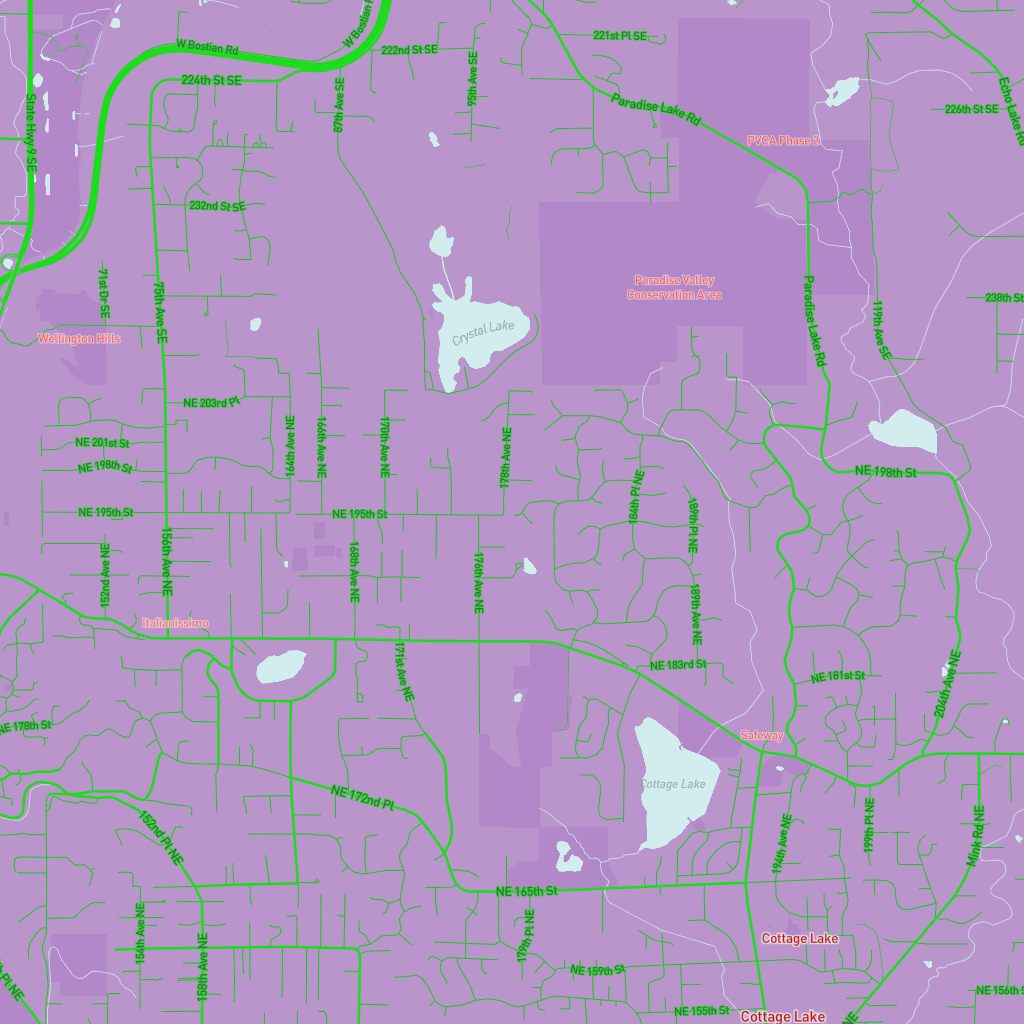 W Bostian Rd
W Bostian R
222nd St SE
221st Pl SE
224th St SE
State Hwy 9 SE
87th Ave SE
95th Ave SE
Paradise Lake Rd
Echo Lake Rd
226th St SE
PVCA Phase 2
232nd St SE
71st Dr SE
75th Ave SE
Paradise Valley
Conservation Area
Paradise Lake Rd
119th Ave SE
238th St
Wellington Hills
Crystal Lake
NE 203rd Pl
NE 201st St
NE 198th St
164th Ave NE
166th Ave NE
170th Ave NE
178th Ave NE
NE 198th St
184th Pl NE
189th Pl NE
NE 195th St
NE 195th St
152nd Ave NE
156th Ave NE
168th Ave NE
176th Ave NE
189th Ave NE
Italianissimo
171st Ave NE
NE 183rd St
NE 181st St
204th Ave NE
NE 178th St
Safeway
Cottage Lake
NE 172nd Pl
152nd Pl NE
194th Ave NE
199th Pl NE
Mink Rd NE
NE 165th St
154th Ave NE
158th Ave NE
179th Pl NE
Cottage Lake
NE 159th St
Pl NE
NE 156th S
NE 155th St
Cottage Lake
NE